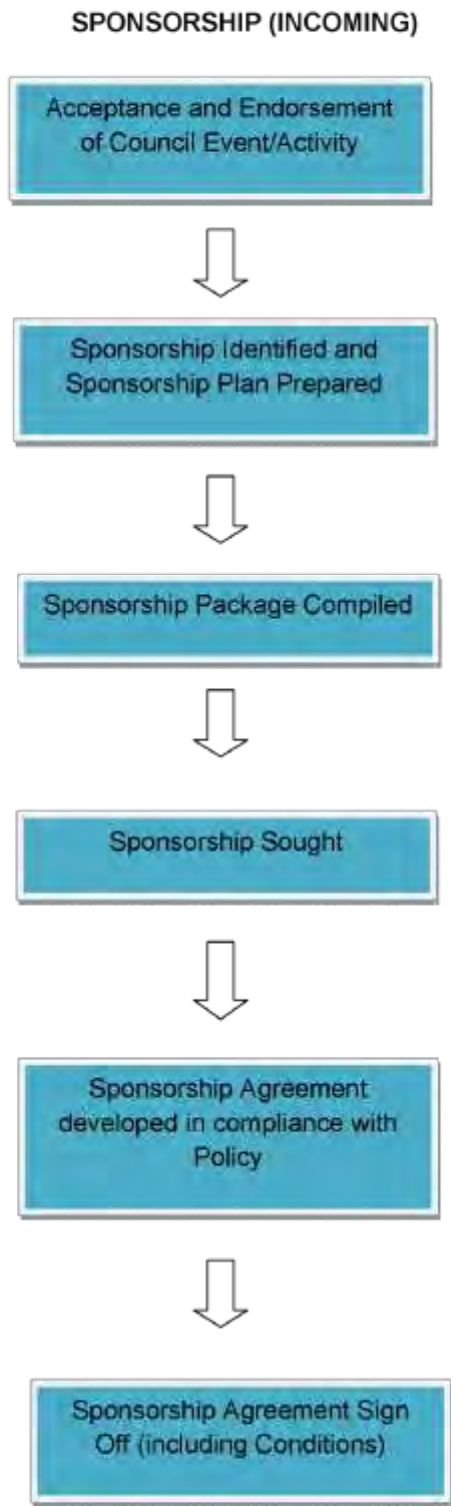 SPONSORSHIP (INCOMING)
Acceptance and Endorsement
of Council Event/Activity
Sponsorship Identified and
Sponsorship Plan Prepared
Sponsorship Package Compiled
Sponsorship Sought
Sponsorship Agreement
developed in compliance with
Policy
Sponsorship Agreement Sign
Off (including Conditions)